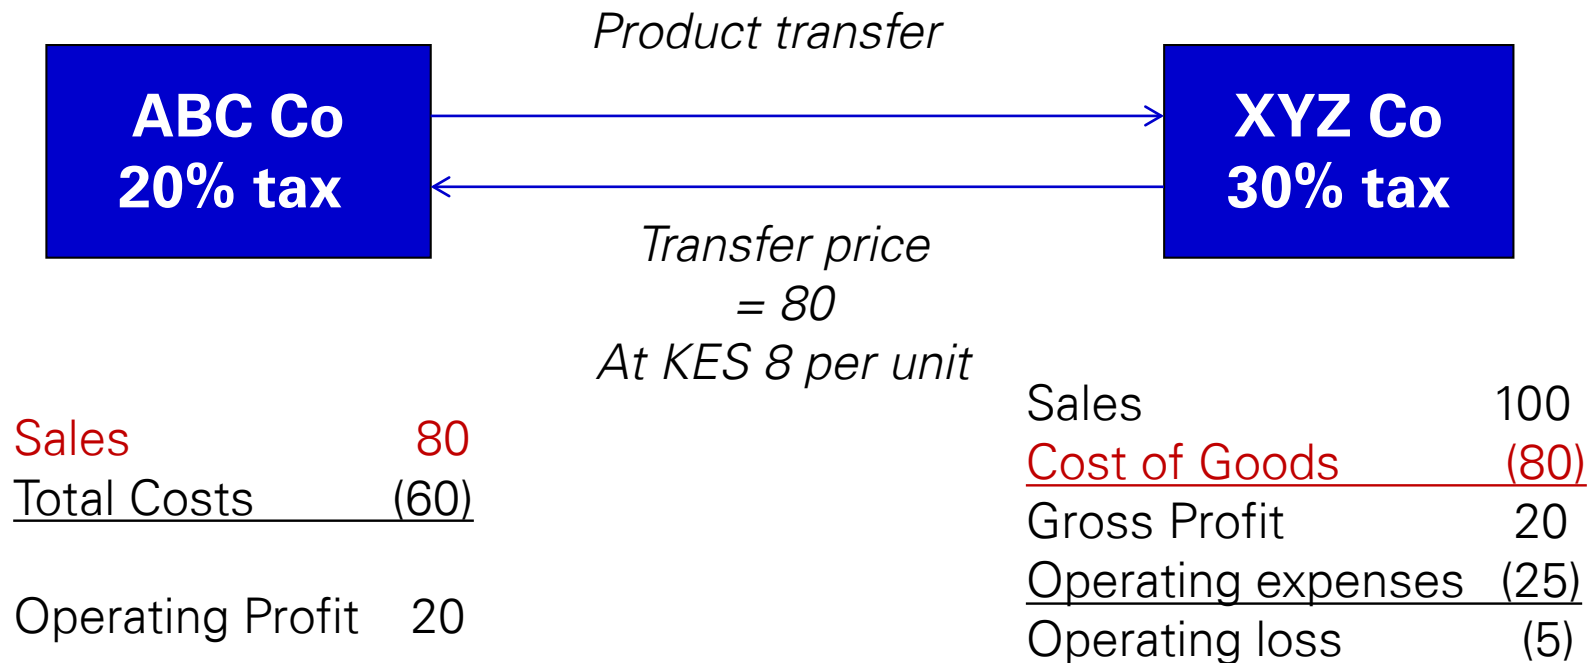 Product transfer
ABC Co
20% tax
XYZ Co
30% tax
Transfer price
= 80
At KES 8 per unit
Sales 80
Total Costs (60)
Operating Profit 20
Sales 100
Cost of Goods (80)
Gross Profit 20
Operating expenses (25)
Operating loss (5)